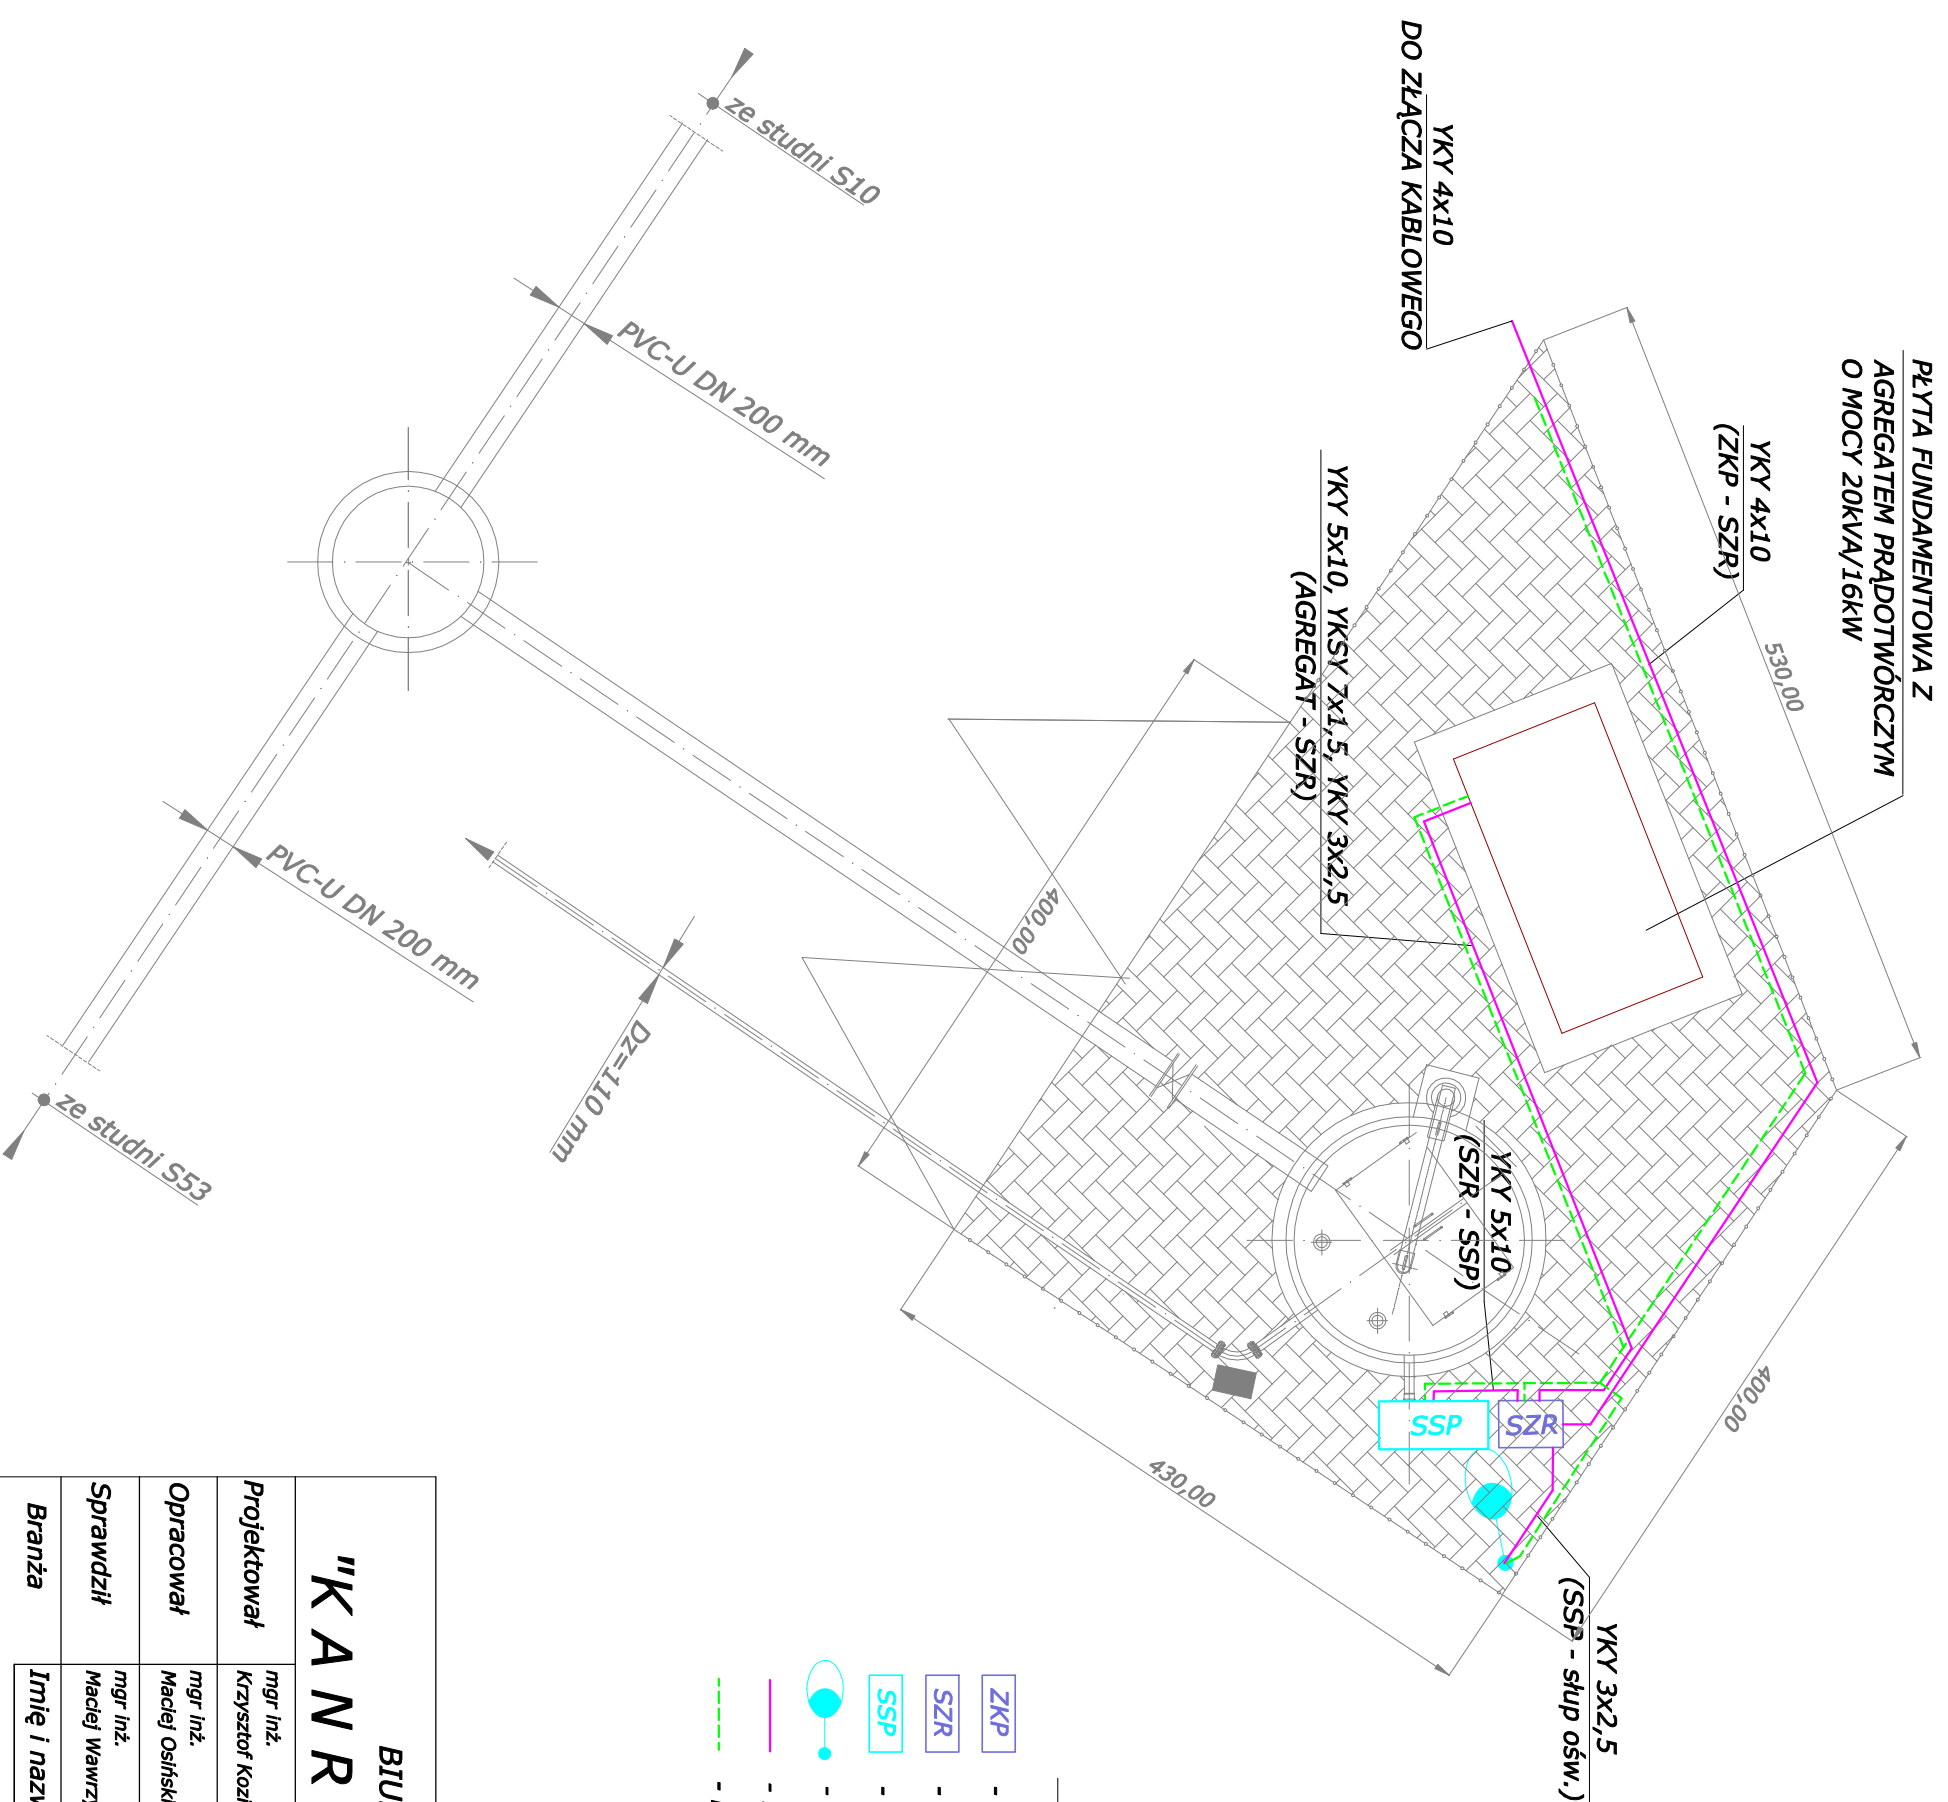 PŁYTA FUNDAMENTOWA Z
AGREGATEM PRĄDOTWÓRCZYM
O MOCY 20kVA/16kW
YKY 4x10
(ZKP - SZR)
530,00
YKY 4x10
DO ZŁĄCZA KABLOWEGO
YKY 5x10, YKSY 7x1,5, YKY 3x2,5
(AGREGAT - SZR)
ze studni S10
PVC-U DN 200 mm
400,00
PVC-U DN 200 mm
Dz=110 mm
ze studni S53
YKY 5x10
(SZR - SSP)
SSP
SZR
400,00
430,00
YKY 3x2,5
(SSP - słup ośw.)
ZKP
-
SZR
-
SSP
-
-
-
-
"K A N R
Projektował
mgr inż.
Opracował
mgr inż.
Maciej Osiński
Sprawdził
mgr inż.
Maciej
Branża
Imię i
Krzysztof